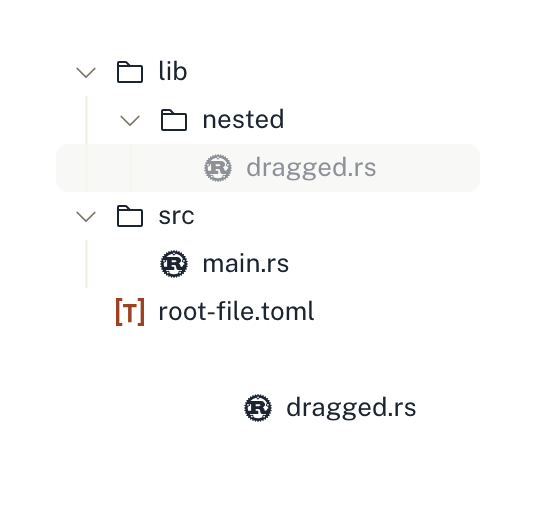 lib
nested
dragged.rs
src
main.rs
[T] root-file.toml
dragged.rs